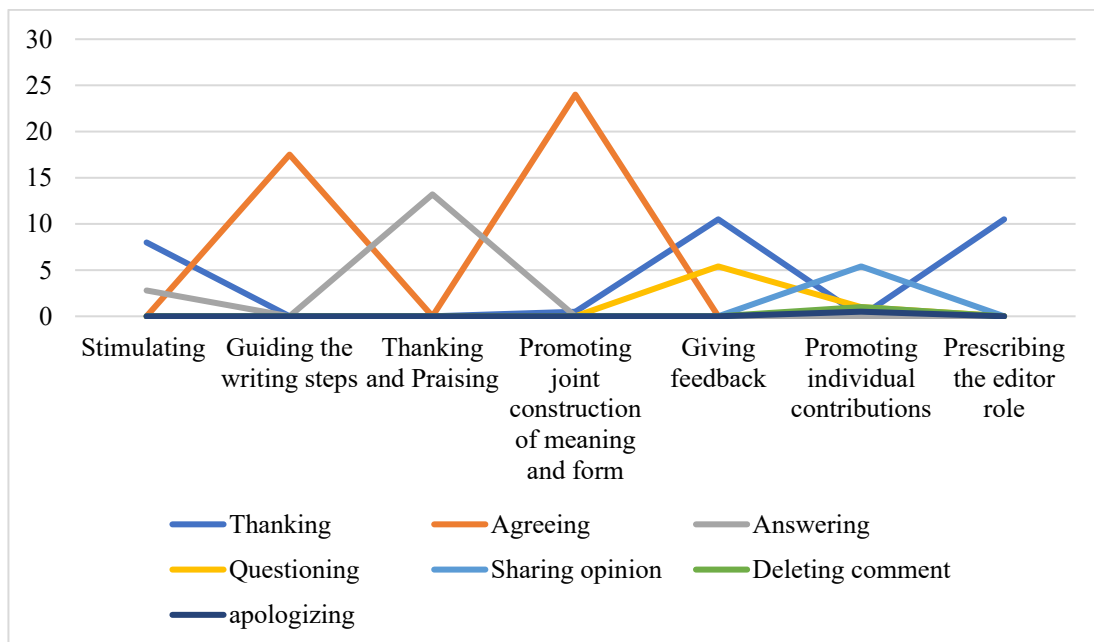 30
25
20
15
10
5
0
Stimulating
Guiding the
writing steps
Thanking
and Praising
Promoting
joint
construction
of meaning
and form
Giving
feedback
Promoting
individual
contributions
Prescribing
the editor
role
Thanking
Agreeing
Answering
Questioning
Sharing opinion
Deleting comment
apologizing